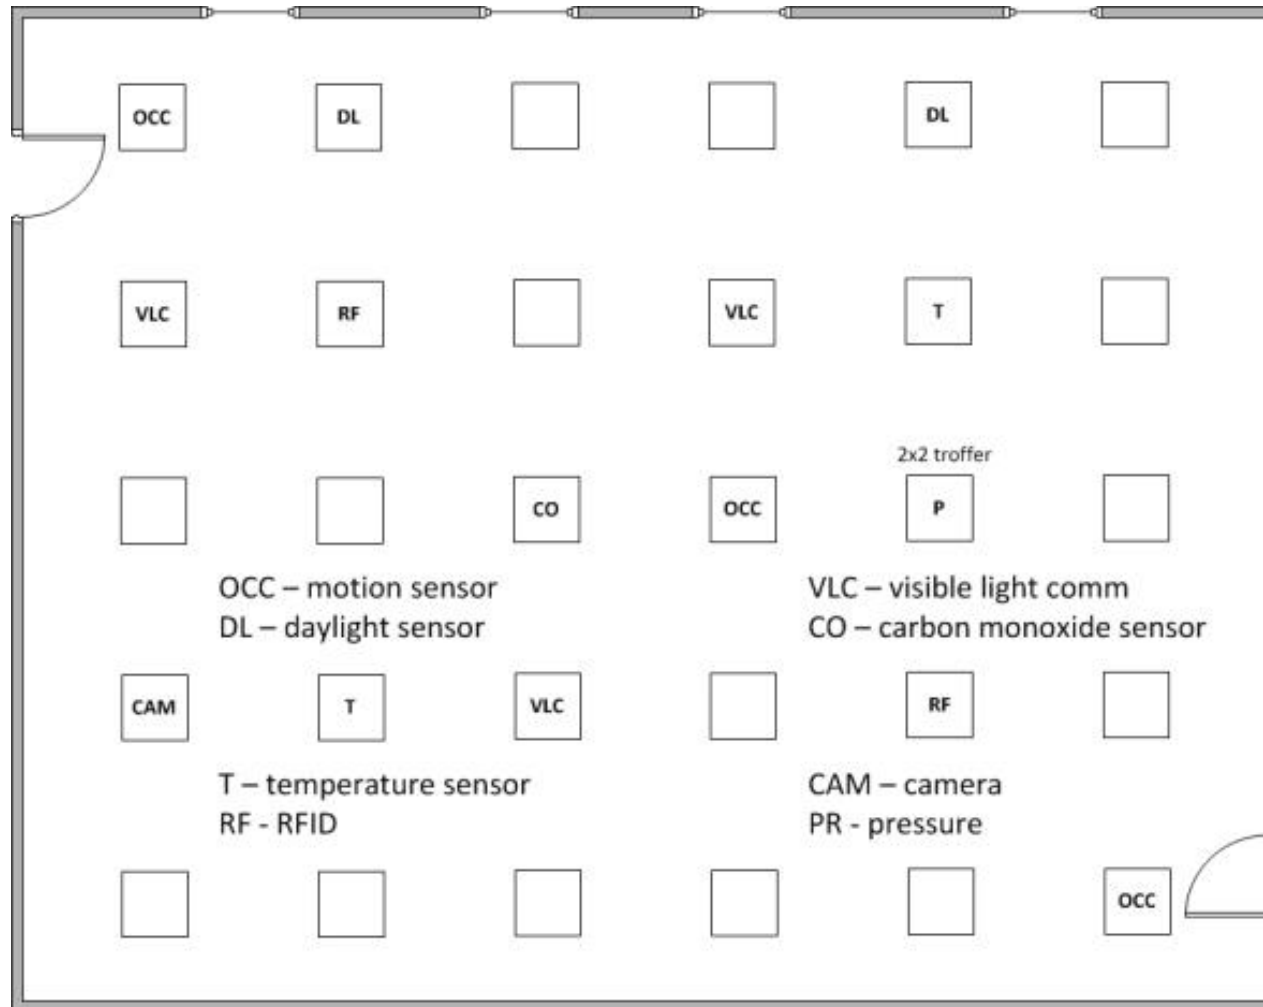 OCC DL DL
VLC RF VLC T
2x2 troffer
CO OCC P
OCC – motion sensor
DL – daylight sensor
VLC – visible light comm
CO – carbon monoxide sensor
CAM T VLC RF
T – temperature sensor
RF - RFID
CAM – camera
PR - pressure
OCC